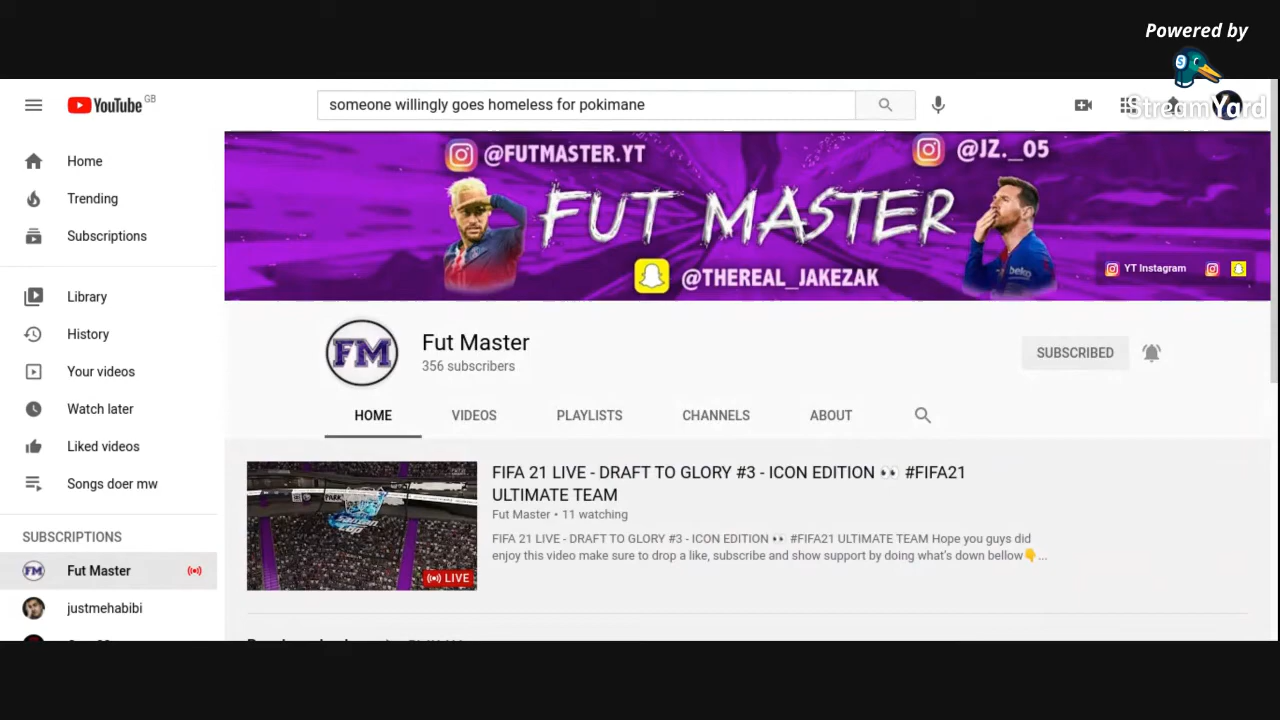 Powered by
StreamYard
YouTube GB
someone willingly goes homeless for pokimane
Home
Trending
Subscriptions
Library
History
Your videos
Watch later
Liked videos
Songs doer mw
SUBSCRIPTIONS
Fut Master
justmehabibi
@FUTMASTER.YT
@JZ._05
FUT MASTER
@THEREAL_JAKEZAK
beko
YT Instagram
FM
Fut Master
356 subscribers
SUBSCRIBED
HOME
VIDEOS
PLAYLISTS
CHANNELS
ABOUT
LIVE
FIFA 21 LIVE - DRAFT TO GLORY #3 - ICON EDITION 👀 #FIFA21
ULTIMATE TEAM
Fut Master • 11 watching
FIFA 21 LIVE - DRAFT TO GLORY #3 - ICON EDITION 👀 #FIFA21 ULTIMATE TEAM Hope you guys did
enjoy this video make sure to drop a like, subscribe and show support by doing what's down bellow👇...